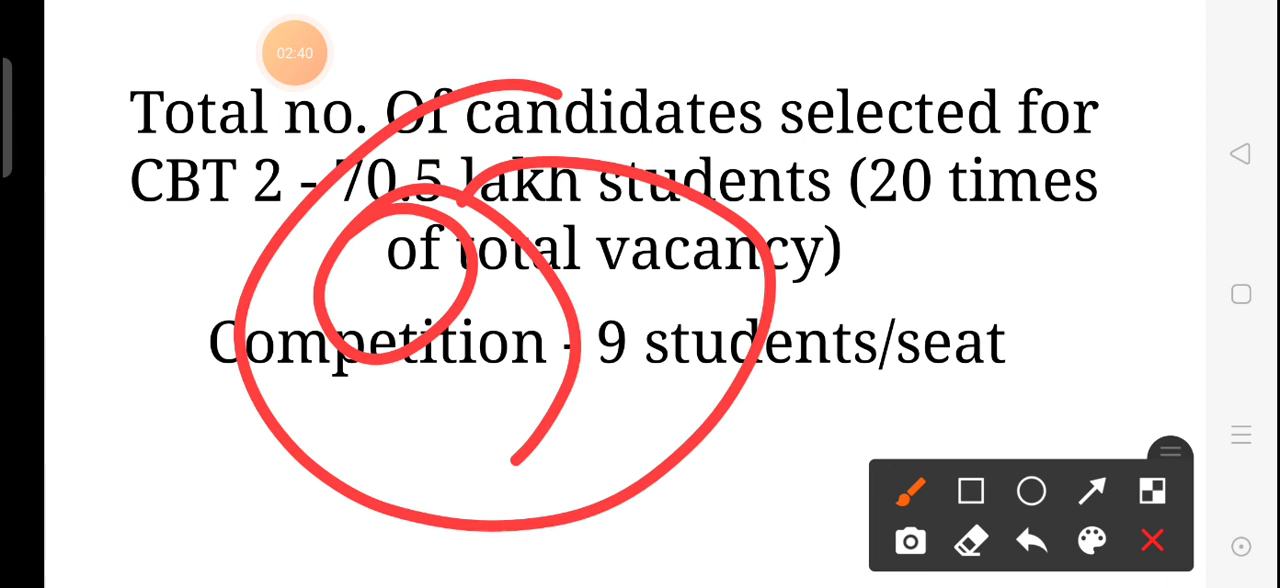 02:40
Total no. Of candidates selected for
CBT 2 - 70.5 lakh students (20 times
of total vacancy)
Competition - 9 students/seat